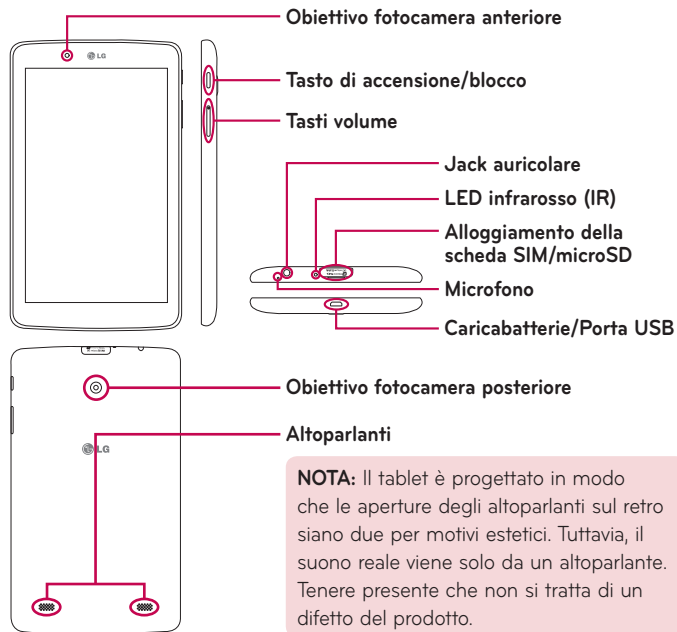 Obiettivo fotocamera anteriore
LG
Tasto di accensione/blocco
Tasti volume
Jack auricolare
LED infrarosso (IR)
Alloggiamento della
scheda SIM/microSD
Microfono
Caricabatterie/Porta USB
Obiettivo fotocamera posteriore
Altoparlanti
LG
NOTA: Il tablet è progettato in modo
che le aperture degli altoparlanti sul retro
siano due per motivi estetici. Tuttavia, il
suono reale viene solo da un altoparlante.
Tenere presente che non si tratta di un
difetto del prodotto.